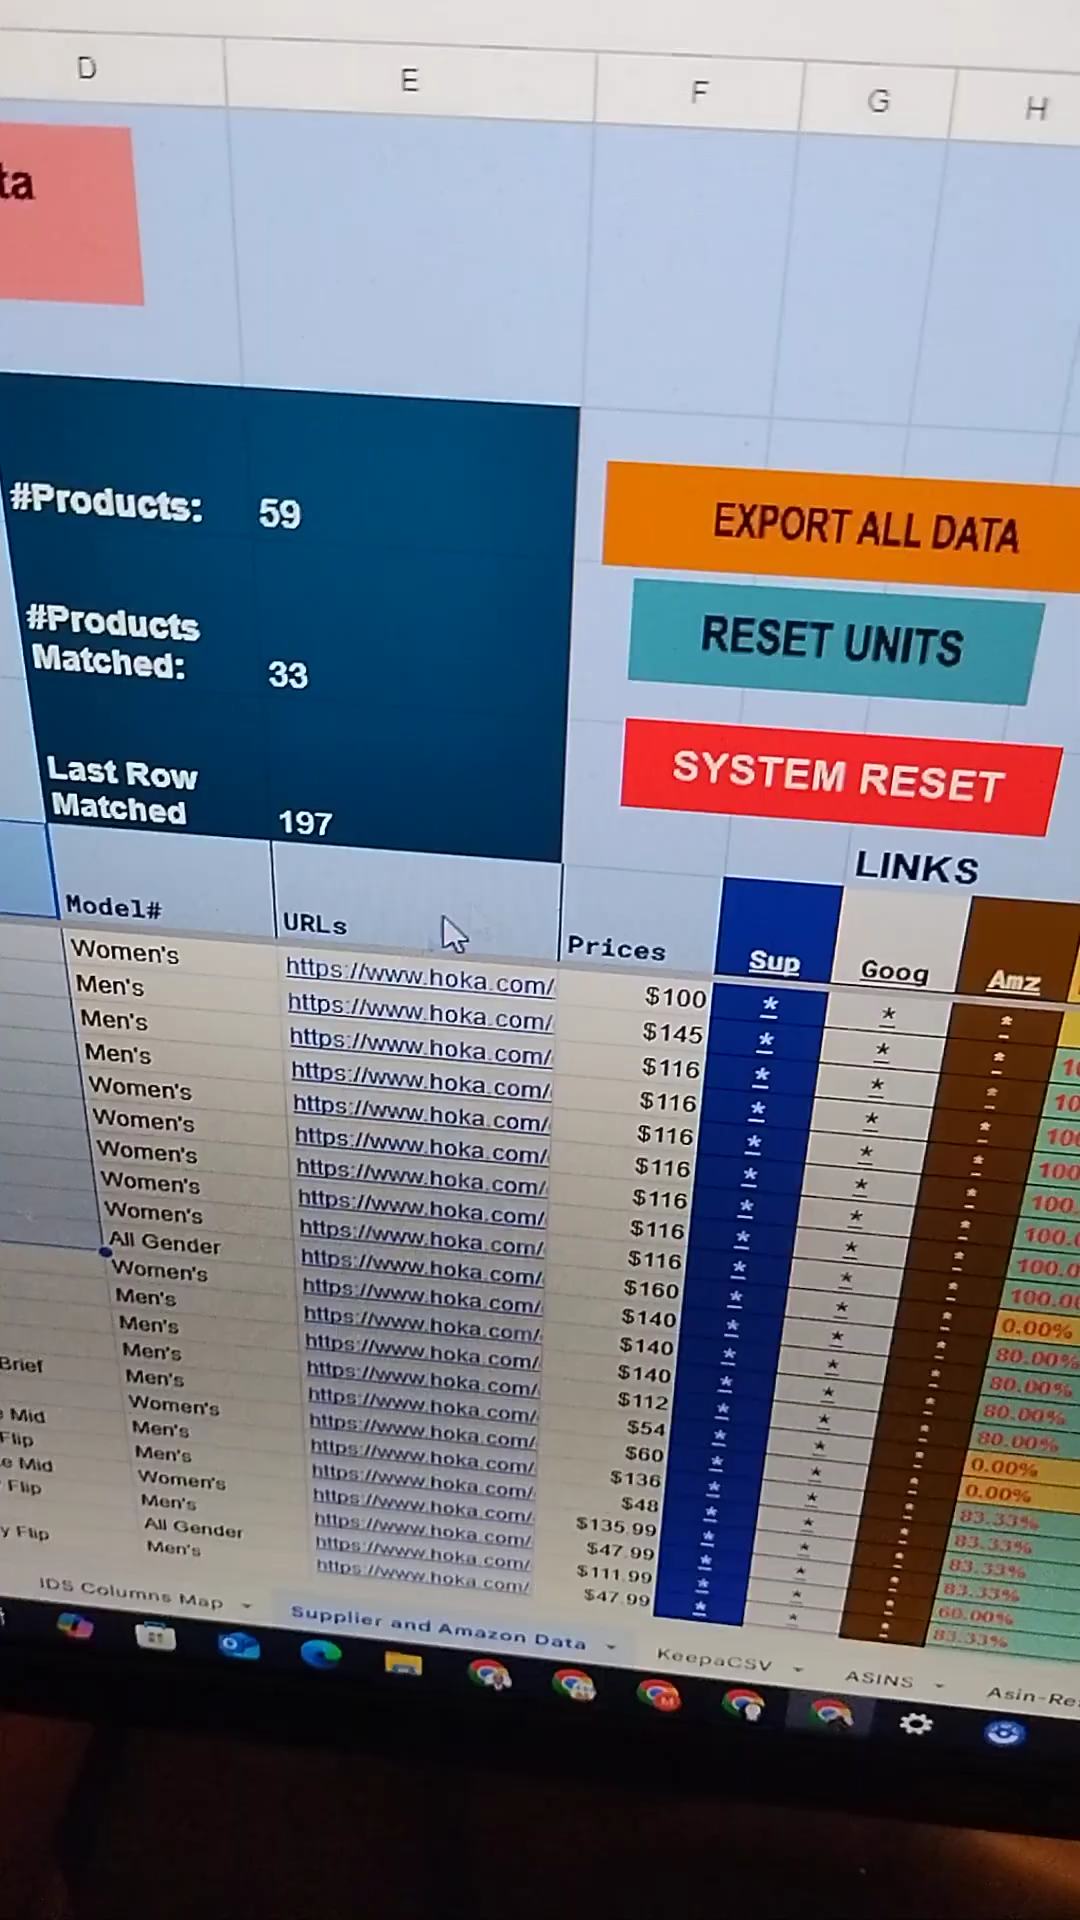 D E F G H
ta
#Products: 59
EXPORT ALL DATA
RESET UNITS
#Products
Matched: 33
SYSTEM RESET
Last Row
Matched 197
LINKS
Model# URLs Prices Sup Goog Amz
Women's https://www.hoka.com/ $100 * * *
Men's https://www.hoka.com/ $145 * * *
Men's https://www.hoka.com/ $116 * * *
Men's https://www.hoka.com/ $116 * * *
Women's https://www.hoka.com/ $116 * * *
Women's https://www.hoka.com/ $116 * * *
Women's https://www.hoka.com/ $116 * * *
Women's https://www.hoka.com/ $116 * * *
Women's https://www.hoka.com/ $116 * * *
All Gender https://www.hoka.com/ $160 * * * 0.00%
Women's https://www.hoka.com/ $140 * * * 80.00%
Men's https://www.hoka.com/ $140 * * * 80.00%
Men's https://www.hoka.com/ $140 * * * 80.00%
Men's https://www.hoka.com/ $112 * * * 80.00%
Brief Men's https://www.hoka.com/ $54 * * * 0.00%
Women's https://www.hoka.com/ $60 * * * 0.00%
Mid Men's https://www.hoka.com/ $136 * * * 83.33%
Flip Men's https://www.hoka.com/ $48 * * * 83.33%
e Mid Women's https://www.hoka.com/ $135.99 * * * 83.33%
Flip Men's https://www.hoka.com/ $47.99 * * * 83.33%
All Gender https://www.hoka.com/ $111.99 * * * 60.00%
y Flip Men's https://www.hoka.com/ $47.99 * * * 83.33%
IDS Columns Map Supplier and Amazon Data KeepaCSV ASINS Asin-Re